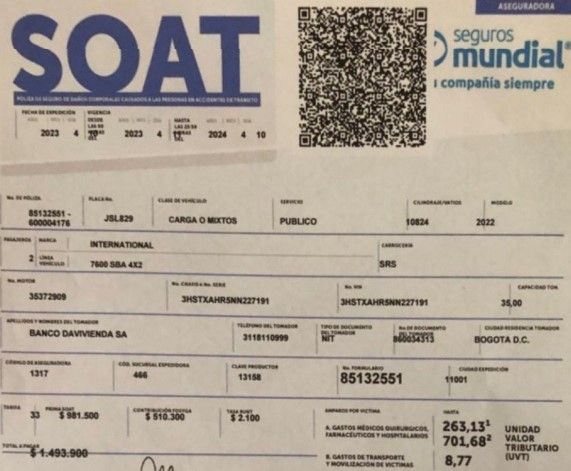 ASEGURADORA
SOAT
seguros
mundial
compañía siempre
PÓLIZA DE SEGURO DE DAÑOS CORPORALES CAUSADOS A LAS PERSONAS EN ACCIDENTES DE TRÁNSITO
FECHA DE EXPEDICIÓN VIGENCIA DESDE LAS 00 HORAS DEL HASTA LAS 23:59 HORAS DEL
2023 4 2023 4 2024 4 10
No. DE PÓLIZA PLACA No. CLASE DE VEHÍCULO SERVICIO CILINDRAJE/VATIOS MODELO
85132551 - 600004176 JSL829 CARGA O MIXTOS PUBLICO 10824 2022
PASAJEROS MARCA INTERNATIONAL CARROCERÍA
2 LÍNEA VEHÍCULO 7600 SBA 4X2 SRS
No. MOTOR No. CHASIS o No. SERIE No. VIN CAPACIDAD TON.
35372909 3HSTXAHR5NN227191 3HSTXAHR5NN227191 35,00
APELLIDOS Y NOMBRES DEL TOMADOR TELÉFONO DEL TOMADOR TIPO DE DOCUMENTO DEL TOMADOR No. DE DOCUMENTO DEL TOMADOR CIUDAD RESIDENCIA TOMADOR
BANCO DAVIVIENDA SA 3118110999 NIT 860034313 BOGOTA D.C.
CÓDIGO DE ASEGURADORA CÓD. SUCURSAL EXPEDIDORA CLAVE PRODUCTOR No. FORMULARIO CIUDAD EXPEDICIÓN
1317 466 13158 85132551 11001
TARIFA PRIMA SOAT CONTRIBUCIÓN FOSYGA TASA RUNT AMPAROS POR VICTIMA HASTA
33 $ 981.500 $ 510.300 $ 2.100
A. GASTOS MÉDICOS QUIRURGICOS, FARMACÉUTICOS Y HOSPITALARIOS 263,13¹ 701,68² UNIDAD VALOR TRIBUTARIO (UVT)
TOTAL A PAGAR
$ 1.493.900
B. GASTOS DE TRANSPORTE Y MOVILIZACIÓN DE VICTIMAS 8,77